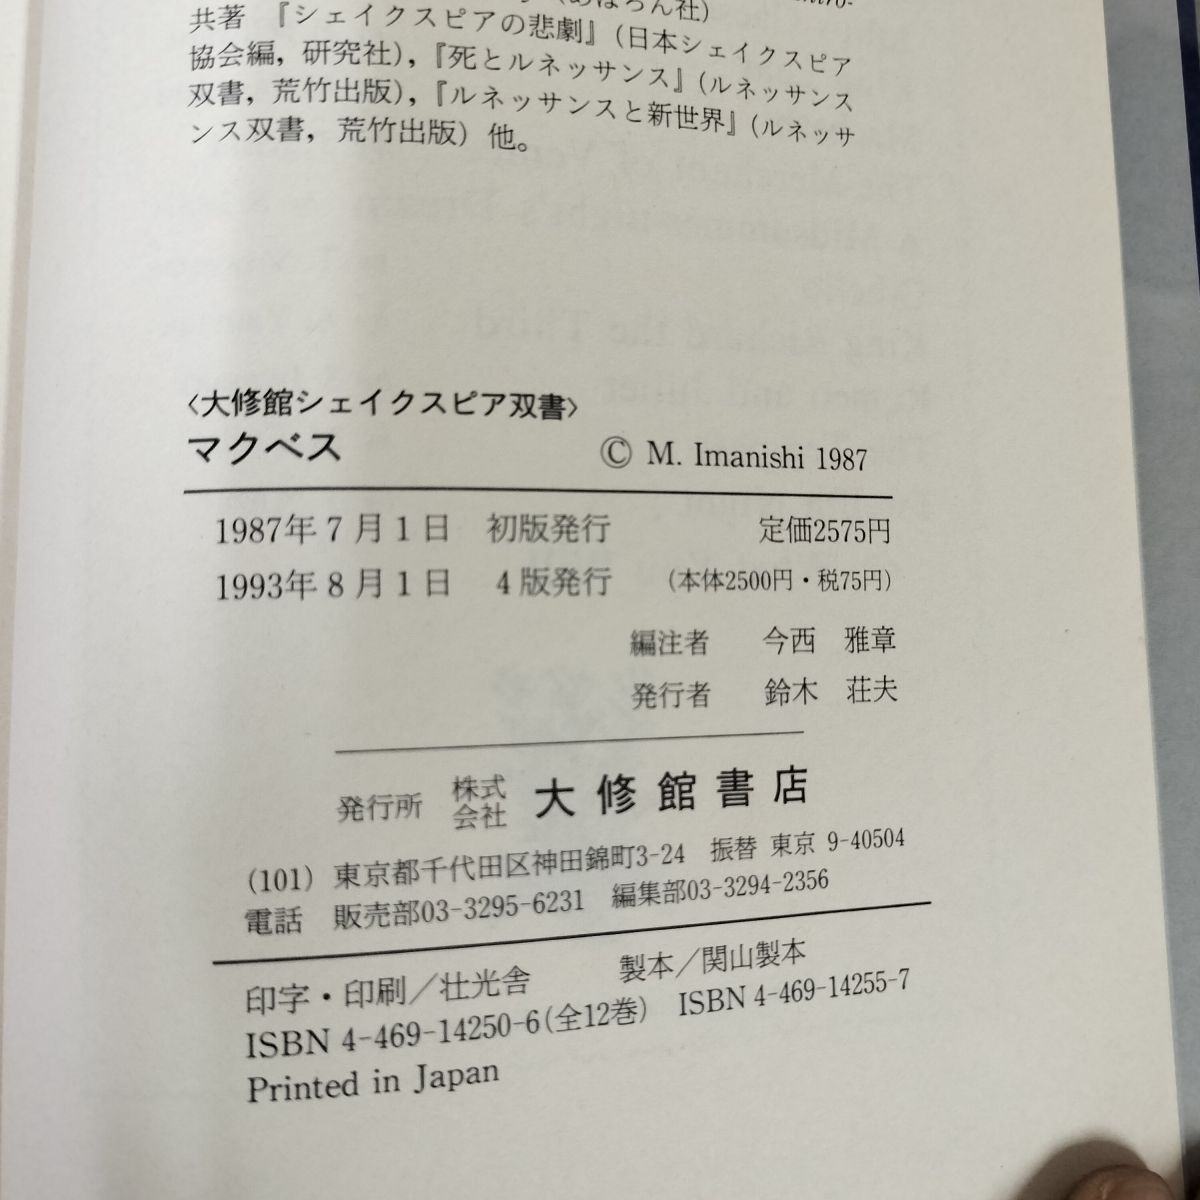 (あぽろん社)
共著 『シェイクスピアの悲劇』(日本シェイクスピア
協会編，研究社)，『死とルネッサンス』(ルネッサンス
双書，荒竹出版)，『ルネッサンスと新世界』(ルネッサ
ンス双書，荒竹出版) 他。
〈大修館シェイクスピア双書〉
マクベス © M. Imanishi 1987
1987年7月1日 初版発行 定価2575円
1993年8月1日 4版発行 (本体2500円・税75円)
編注者 今西 雅章
発行者 鈴木 荘夫
発行所 株式会社 大修館書店
(101) 東京都千代田区神田錦町3-24 振替 東京 9-40504
電話 販売部03-3295-6231 編集部03-3294-2356
印字・印刷／壮光舎 製本／関山製本
ISBN 4-469-14250-6(全12巻) ISBN 4-469-14255-7
Printed in Japan